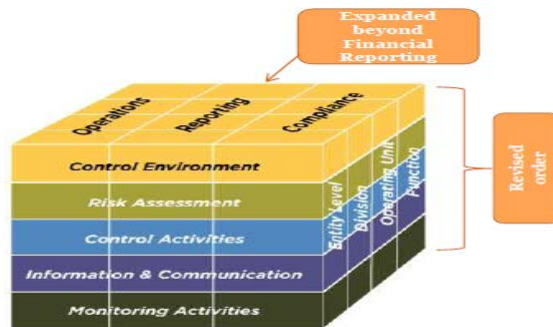 Expanded
beyond
Financial
Reporting
Operations
Reporting
Compliance
Control Environment
Risk Assessment
Control Activities
Information & Communication
Monitoring Activities
Entity Level
Division
Operating Unit
Function
Revised
order